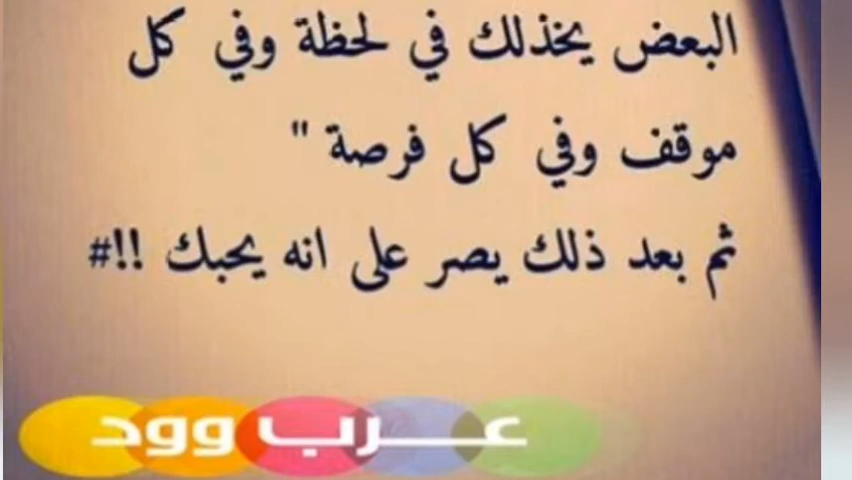 البعض يخذلك في لحظة وفي كل
موقف وفي كل فرصة "
ثم بعد ذلك يصر على انه يحبك !!#
عرب وود